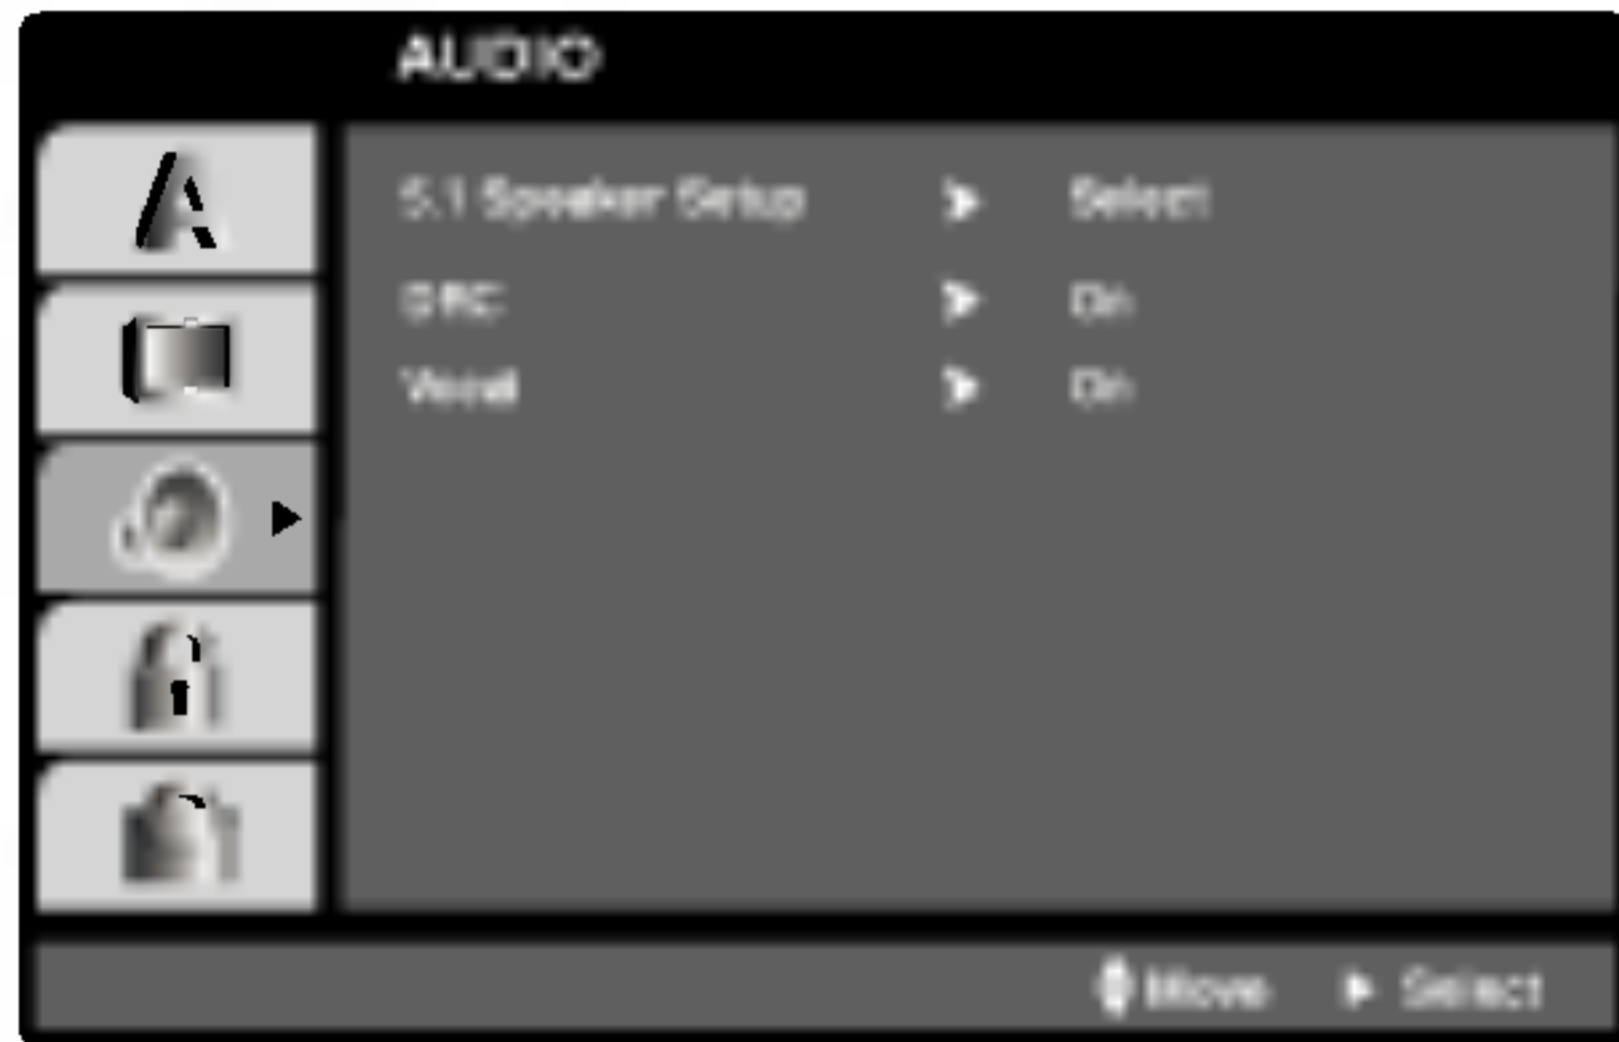 AUDIO
A
5.1 Speaker Setup Select
DRC On
Vocal On
Move Select